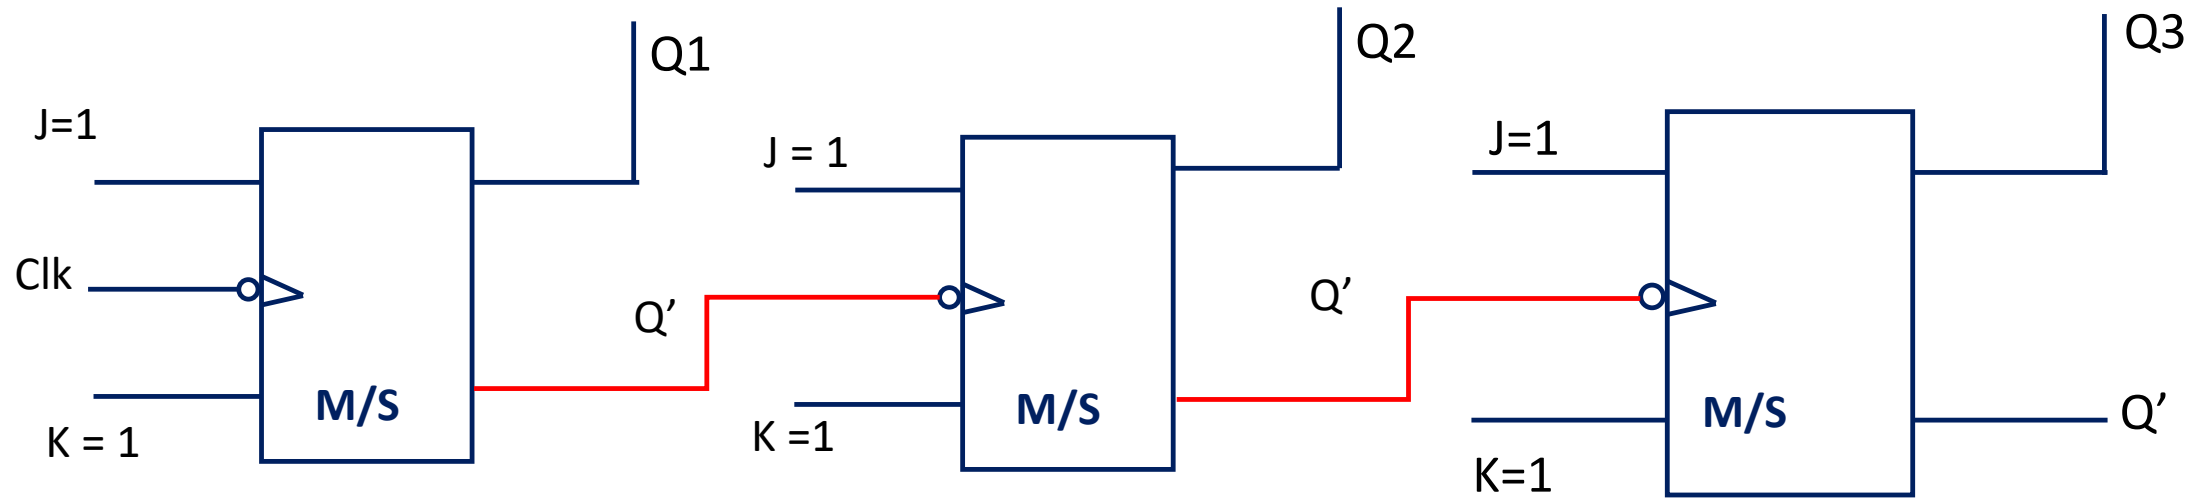 J=1
Clk
K = 1
M/S
Q1
Q’
J = 1
K =1
M/S
Q2
Q’
J=1
K=1
M/S
Q3
Q’